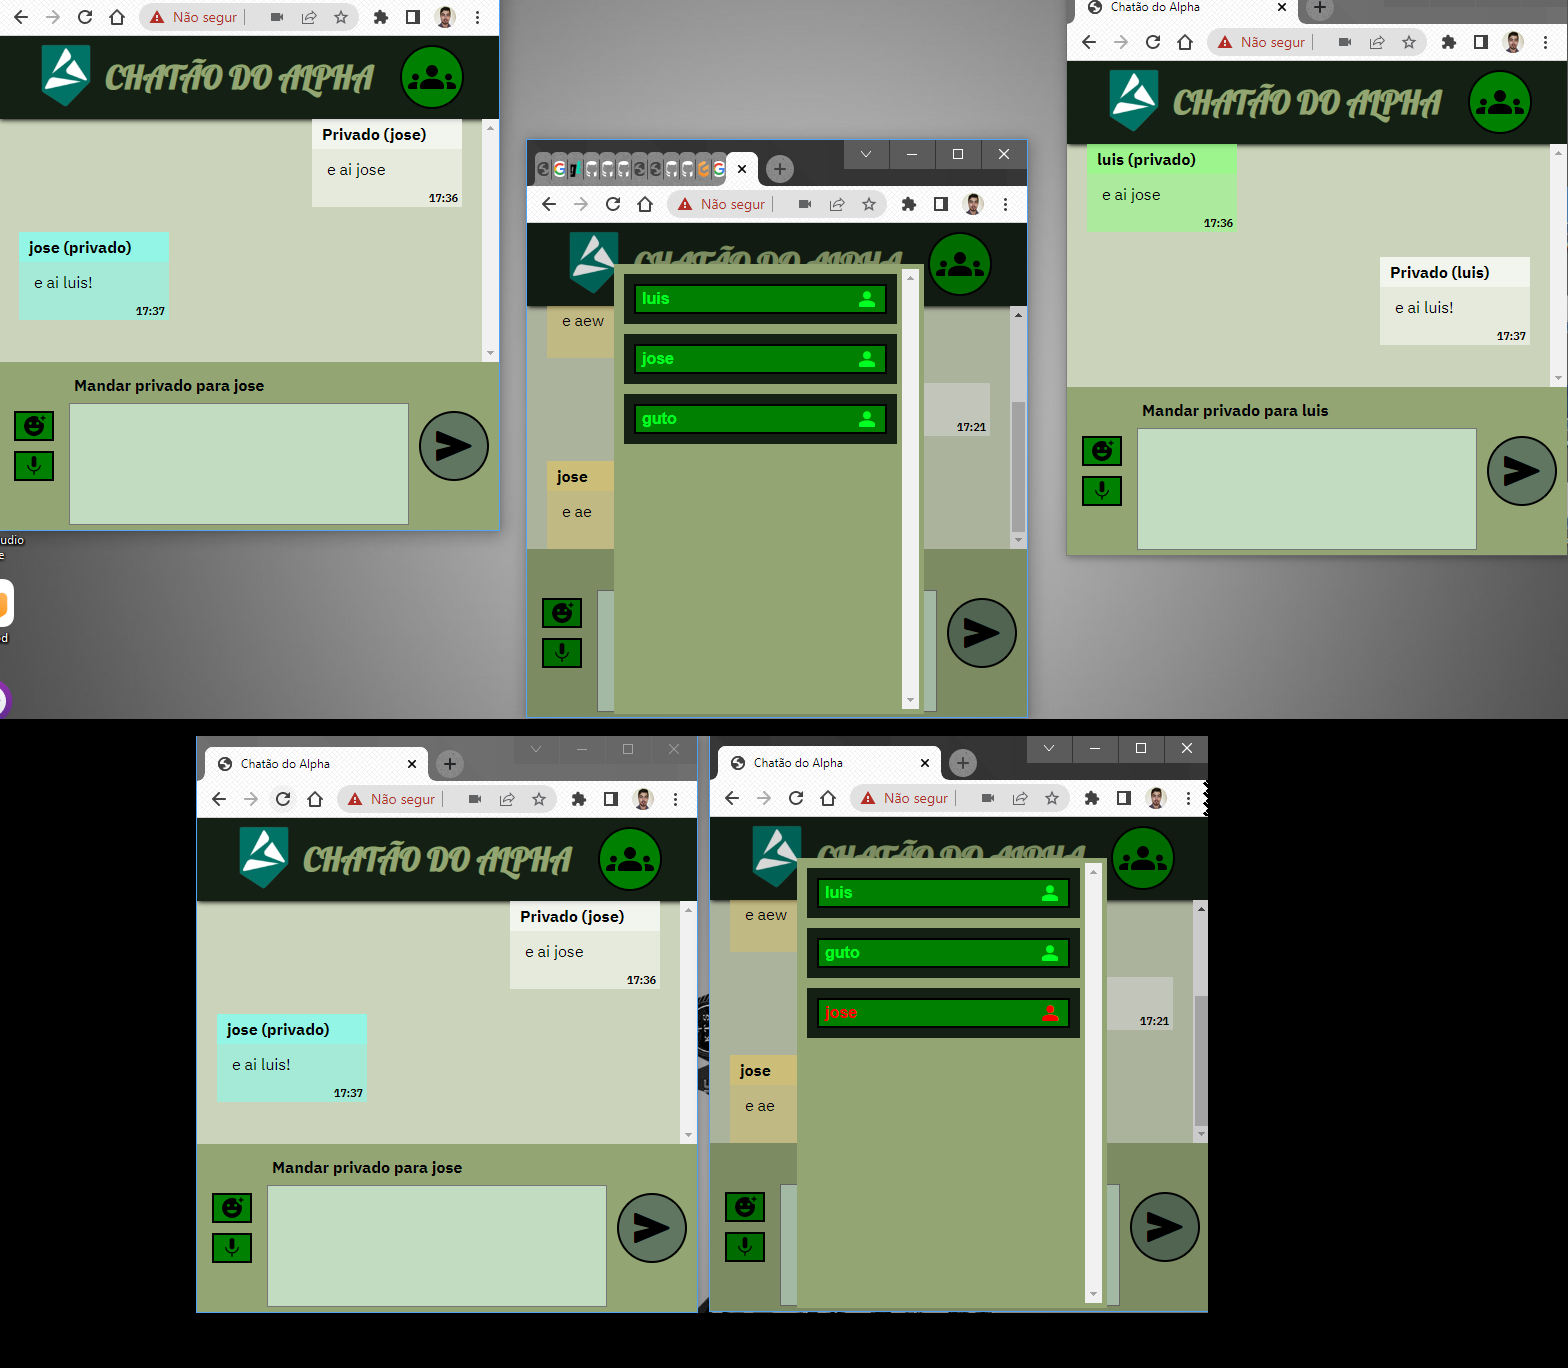 Não segur
CHATÃO DO ALPHA
Privado (jose)
e ai jose
17:36
jose (privado)
e ai luis!
17:37
Mandar privado para jose
udio
e
d
Não segur
CHATÃO DO ALPHA
luis
jose
guto
e aew
17:21
jose
e ae
Chatão do Alpha
Não segur
CHATÃO DO ALPHA
luis (privado)
e ai jose
17:36
Privado (luis)
e ai luis!
17:37
Mandar privado para luis
Chatão do Alpha
Não segur
CHATÃO DO ALPHA
Privado (jose)
e ai jose
17:36
jose (privado)
e ai luis!
17:37
Mandar privado para jose
Chatão do Alpha
Não segur
CHATÃO DO ALPHA
luis
guto
jose
e aew
17:21
jose
e ae